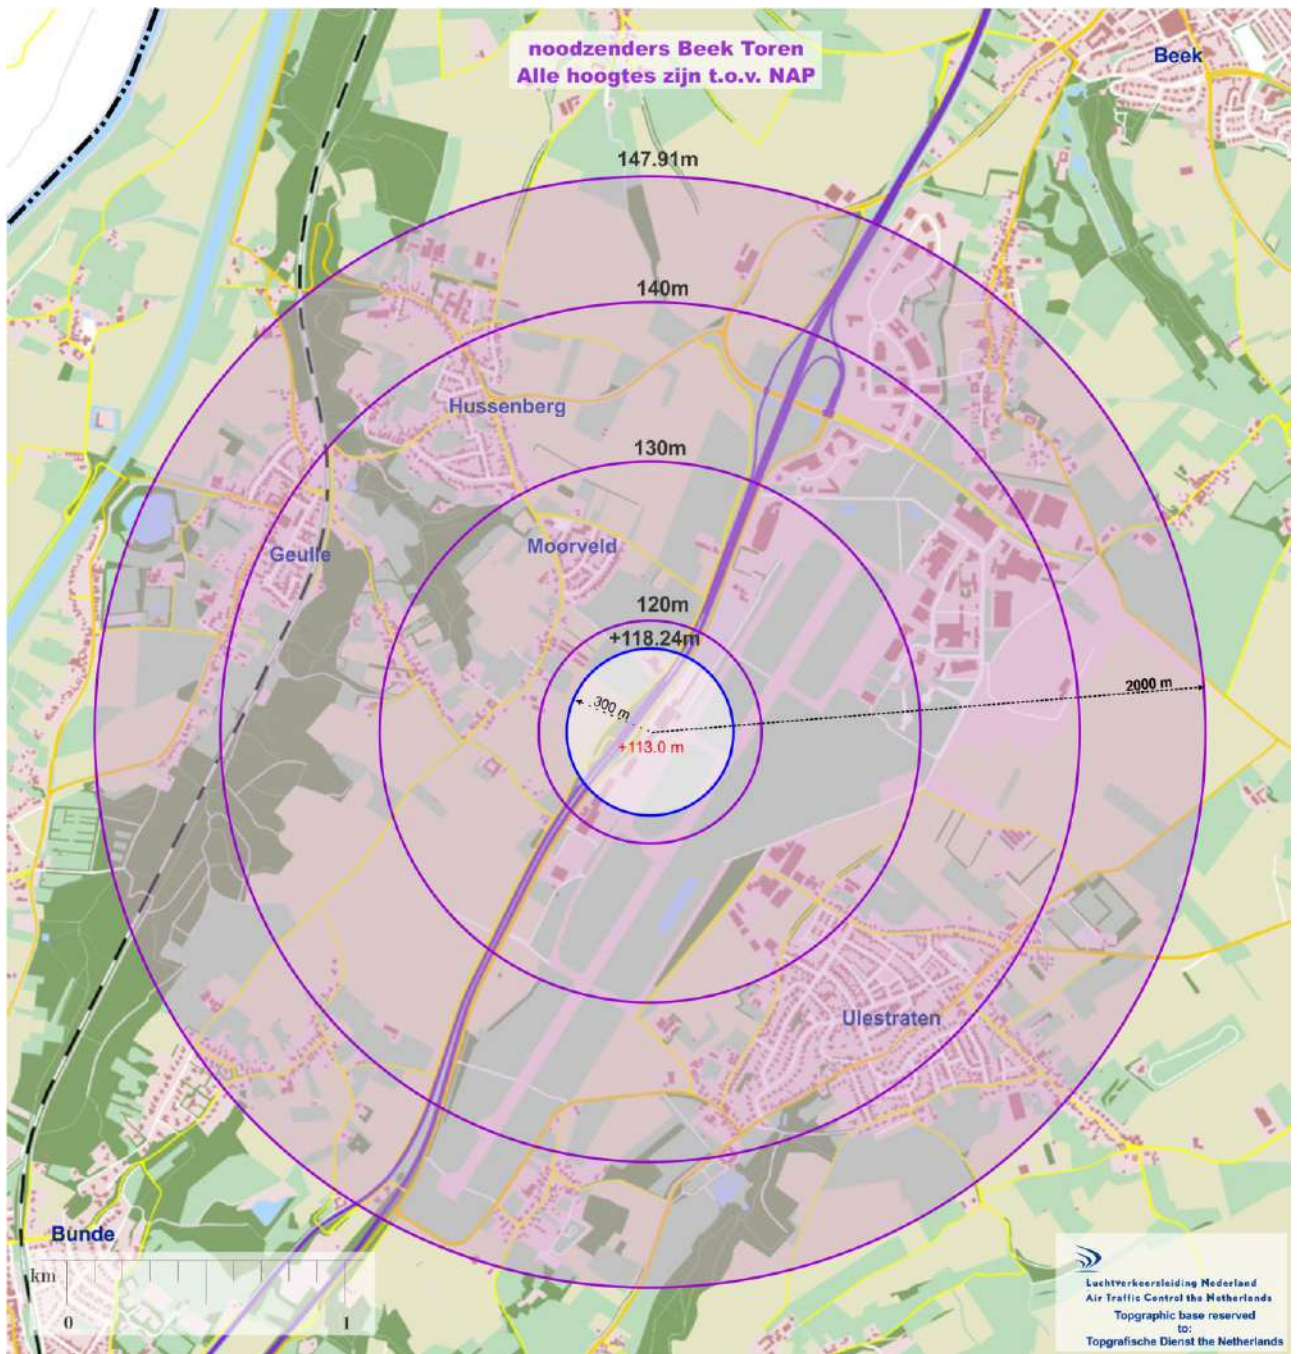 noodzenders Beek Toren
Alle hoogtes zijn t.o.v. NAP
Beek
147.91m
140m
Hussenberg
130m
Moorveld
Geulle
120m
+118.24m
2000 m
300 m
+113.0 m
Ulestraten
Bunde
km
0
1
Luchtverkeersleiding Nederland
Air Traffic Control the Netherlands
Topographic base reserved
to:
Topgrafische Dienst the Netherlands